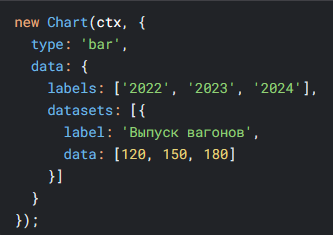 new Chart(ctx, {
  type: 'bar',
  data: {
    labels: ['2022', '2023', '2024'],
    datasets: [{
      label: 'Выпуск вагонов',
      data: [120, 150, 180]
    }]
  }
});